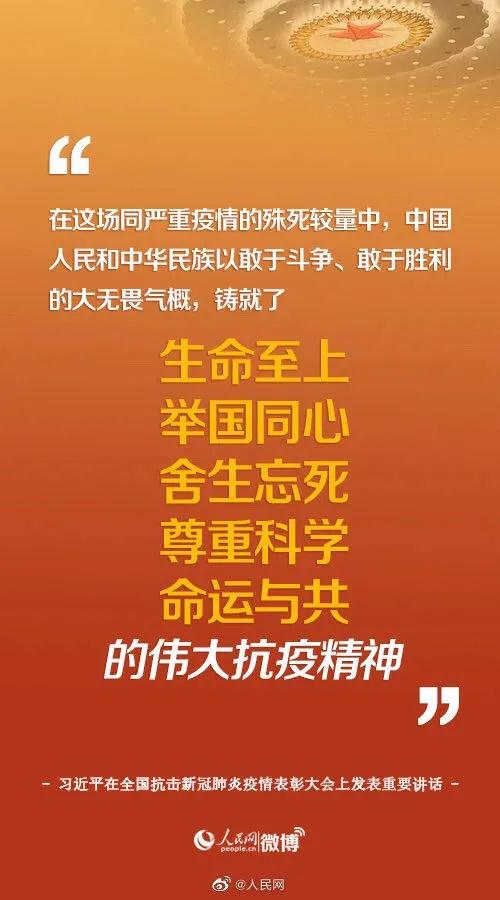 “
在这场同严重疫情的殊死较量中，中国
人民和中华民族以敢于斗争、敢于胜利
的大无畏气概，铸就了
生命至上
举国同心
舍生忘死
尊重科学
命运与共
的伟大抗疫精神
”
- 习近平在全国抗击新冠肺炎疫情表彰大会上发表重要讲话 -
人民网 微博
people.cn
@人民网